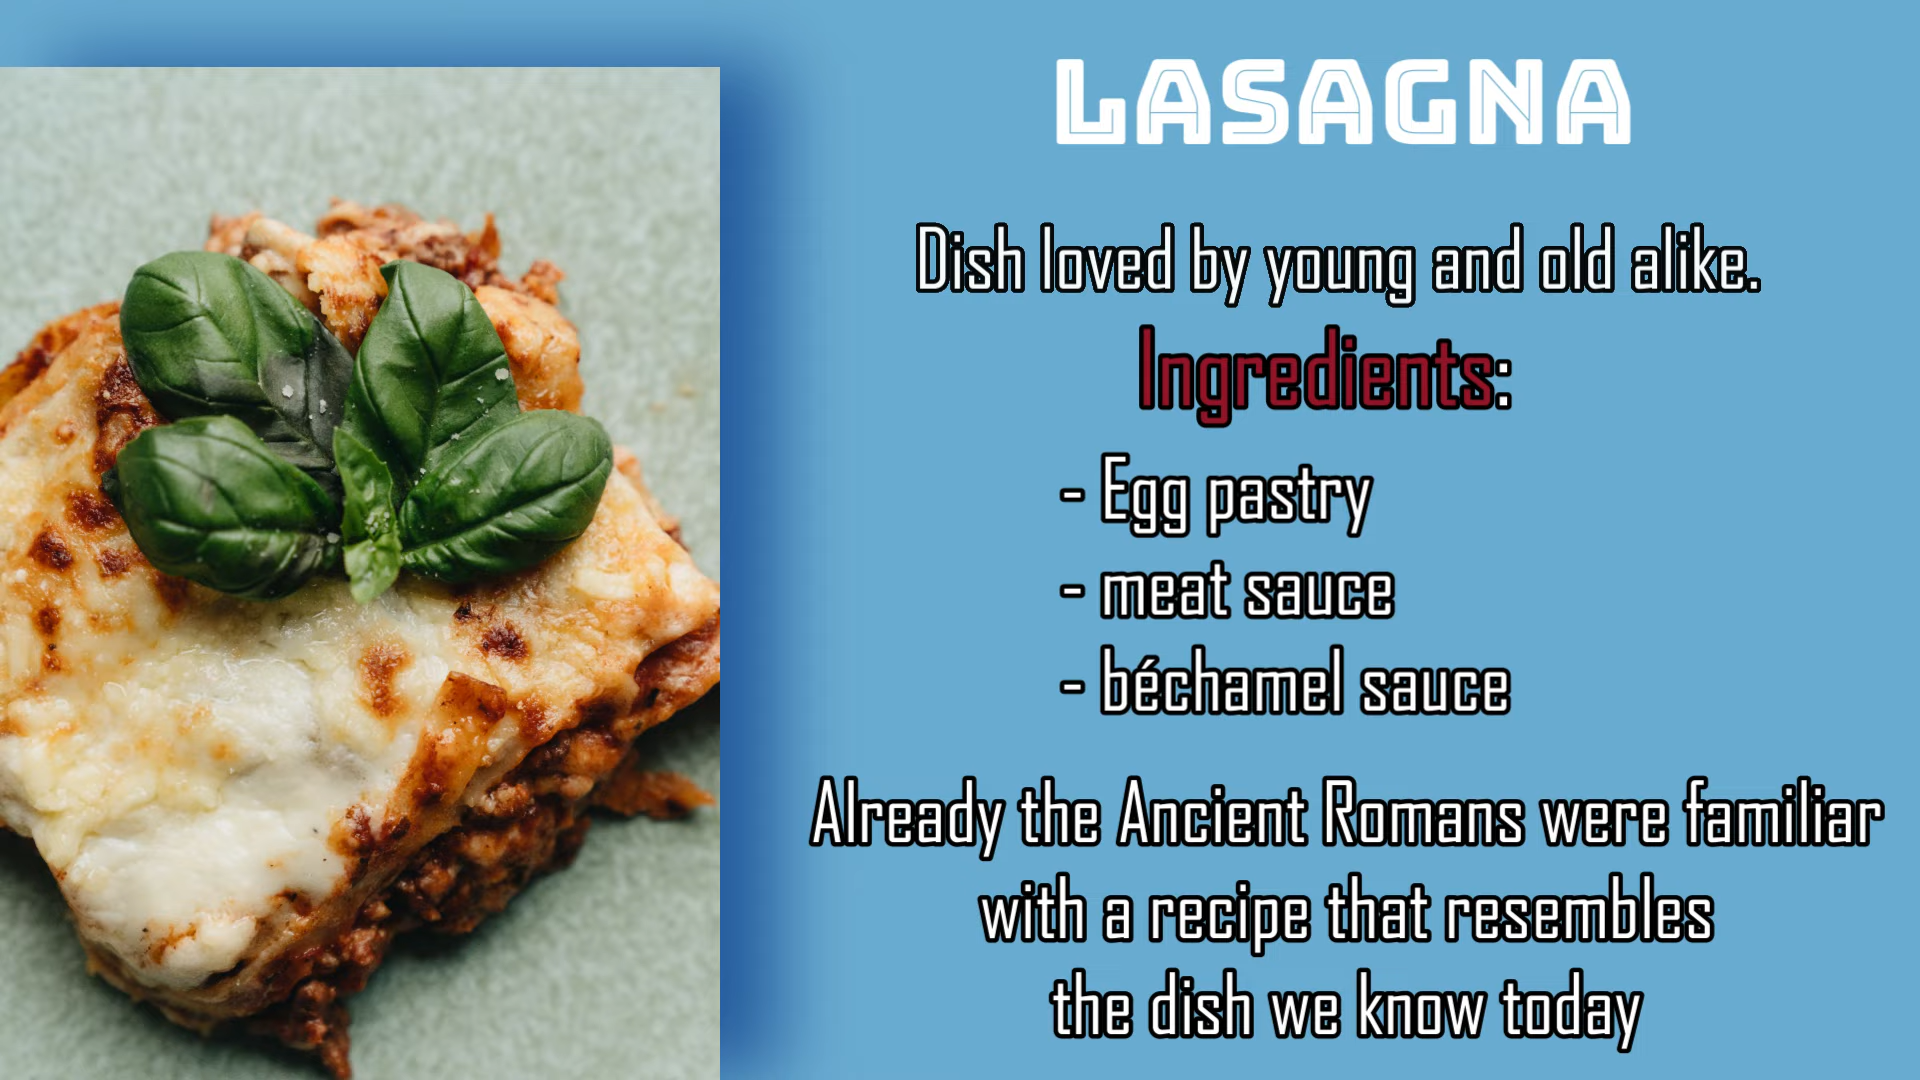 LASAGNA
Dish loved by young and old alike.
Ingredients:
- Egg pastry
- meat sauce
- béchamel sauce
Already the Ancient Romans were familiar
with a recipe that resembles
the dish we know today